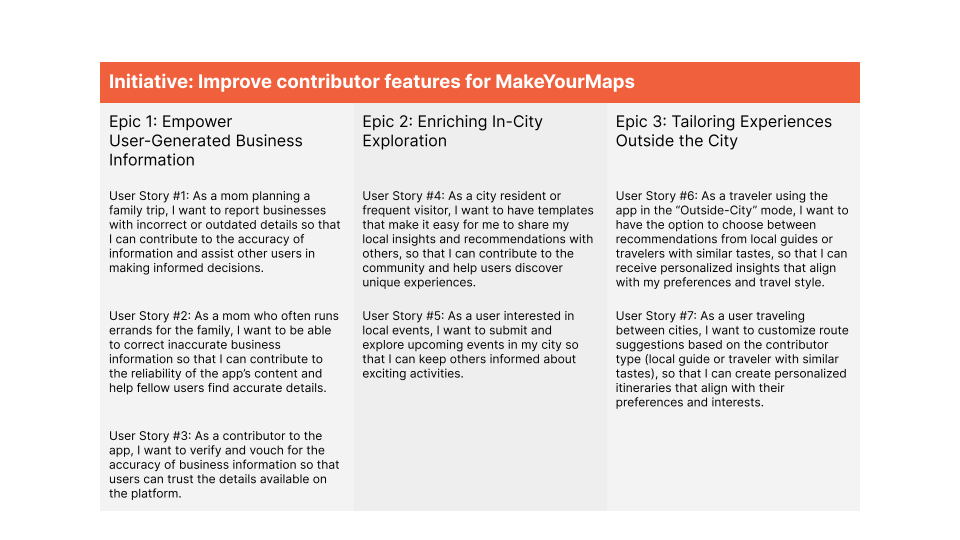 Initiative: Improve contributor features for MakeYourMaps
Epic 1: Empower
User-Generated Business
Information
User Story #1: As a mom planning a
family trip, I want to report businesses
with incorrect or outdated details so that
I can contribute to the accuracy of
information and assist other users in
making informed decisions.
User Story #2: As a mom who often runs
errands for the family, I want to be able
to correct inaccurate business
information so that I can contribute to
the reliability of the app’s content and
help fellow users find accurate details.
User Story #3: As a contributor to the
app, I want to verify and vouch for the
accuracy of business information so that
users can trust the details available on
the platform.
Epic 2: Enriching In-City
Exploration
User Story #4: As a city resident or
frequent visitor, I want to have templates
that make it easy for me to share my
local insights and recommendations with
others, so that I can contribute to the
community and help users discover
unique experiences.
User Story #5: As a user interested in
local events, I want to submit and
explore upcoming events in my city so
that I can keep others informed about
exciting activities.
Epic 3: Tailoring Experiences
Outside the City
User Story #6: As a traveler using the
app in the “Outside-City” mode, I want to
have the option to choose between
recommendations from local guides or
travelers with similar tastes, so that I can
receive personalized insights that align
with my preferences and travel style.
User Story #7: As a user traveling
between cities, I want to customize route
suggestions based on the contributor
type (local guide or traveler with similar
tastes), so that I can create personalized
itineraries that align with their
preferences and interests.